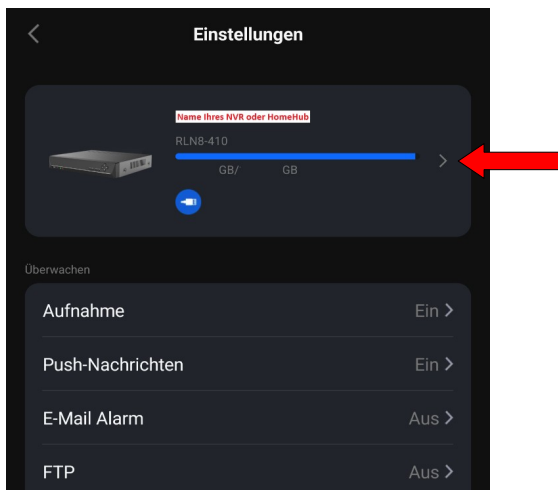 Einstellungen
Name Ihres NVR oder HomeHub
RLN8-410
GB/ GB
Überwachen
Aufnahme Ein
Push-Nachrichten Ein
E-Mail Alarm Aus
FTP Aus